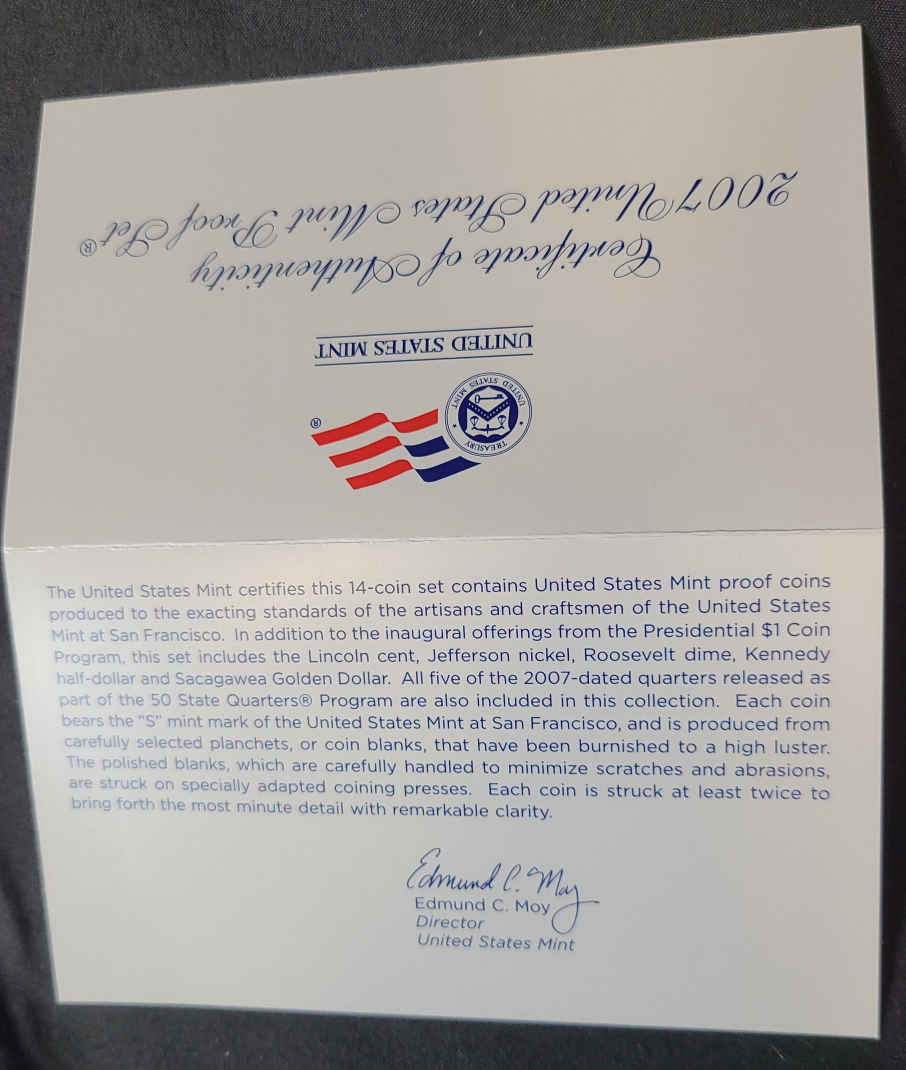 2007 United States Mint Proof Set®
Certificate of Authenticity
UNITED STATES MINT
UNITED STATES MINT
TREASURY
®
The United States Mint certifies this 14-coin set contains United States Mint proof coins
produced to the exacting standards of the artisans and craftsmen of the United States
Mint at San Francisco. In addition to the inaugural offerings from the Presidential $1 Coin
Program, this set includes the Lincoln cent, Jefferson nickel, Roosevelt dime, Kennedy
half-dollar and Sacagawea Golden Dollar. All five of the 2007-dated quarters released as
part of the 50 State Quarters® Program are also included in this collection. Each coin
bears the "S" mint mark of the United States Mint at San Francisco, and is produced from
carefully selected planchets, or coin blanks, that have been burnished to a high luster.
The polished blanks, which are carefully handled to minimize scratches and abrasions,
are struck on specially adapted coining presses. Each coin is struck at least twice to
bring forth the most minute detail with remarkable clarity.
Edmund C. Moy
Edmund C. Moy
Director
United States Mint